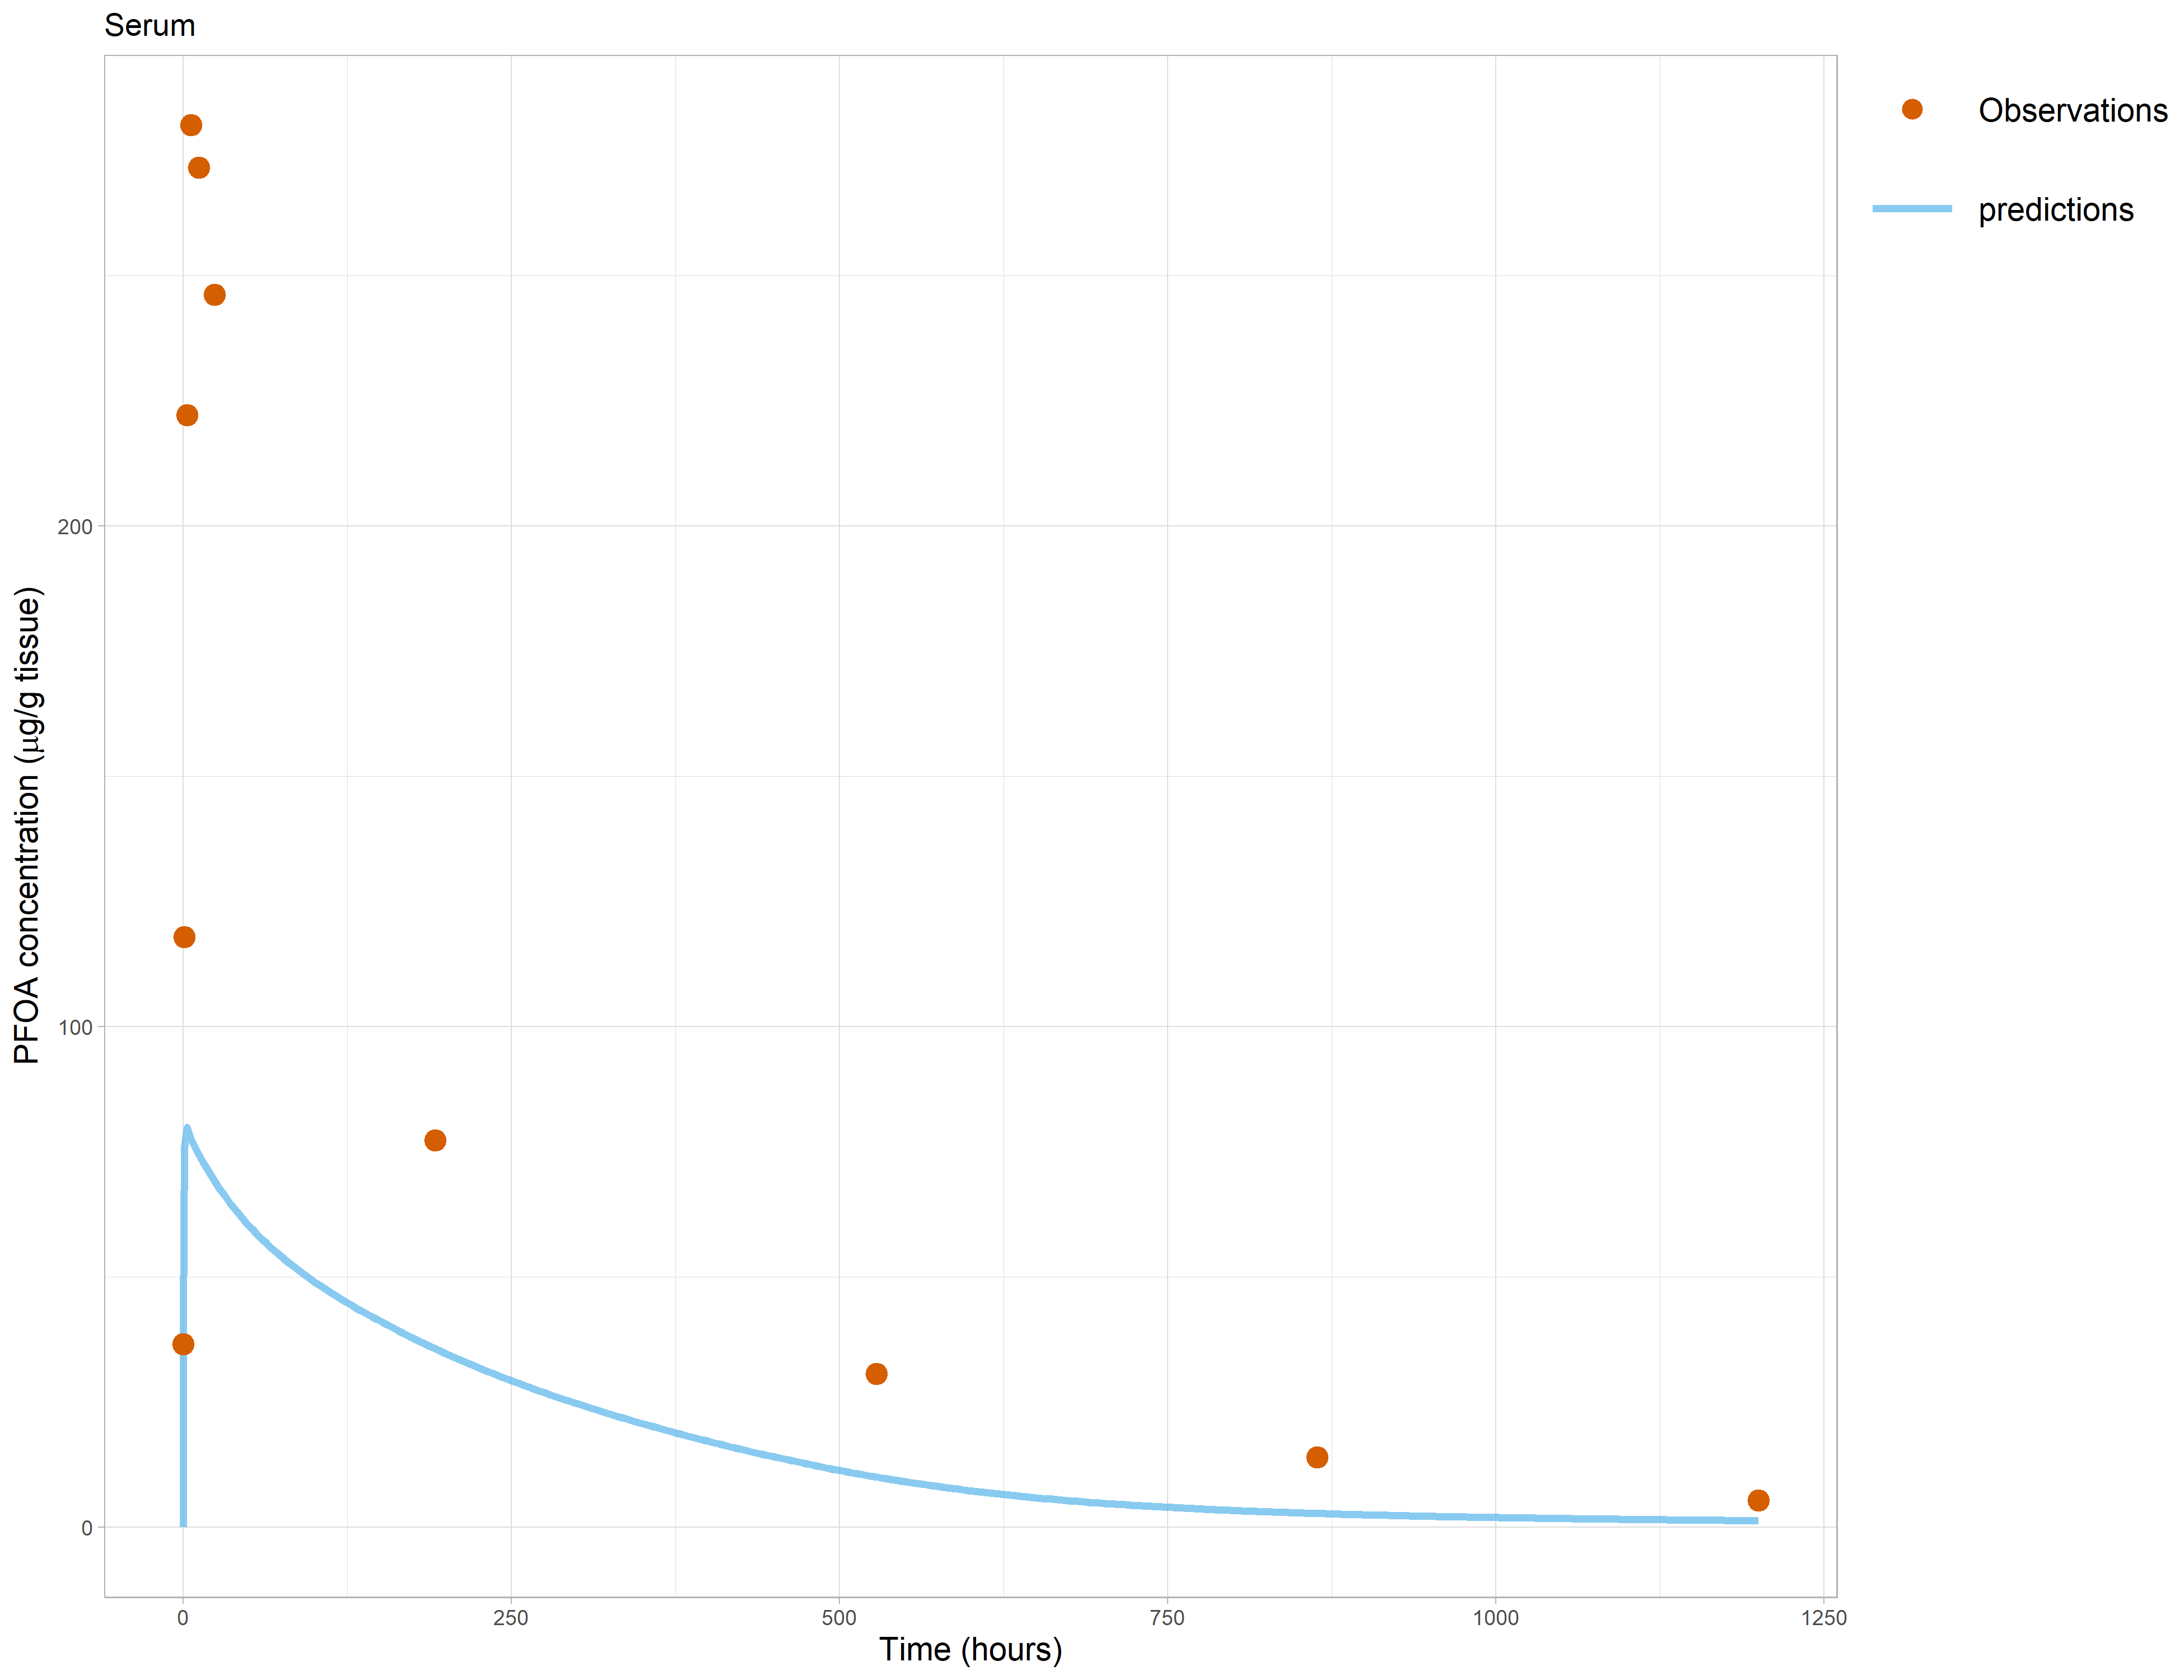 Serum
Observations
predictions
200
100
0
PFOA concentration (μg/g tissue)
0 250 500 750 1000 1250
Time (hours)